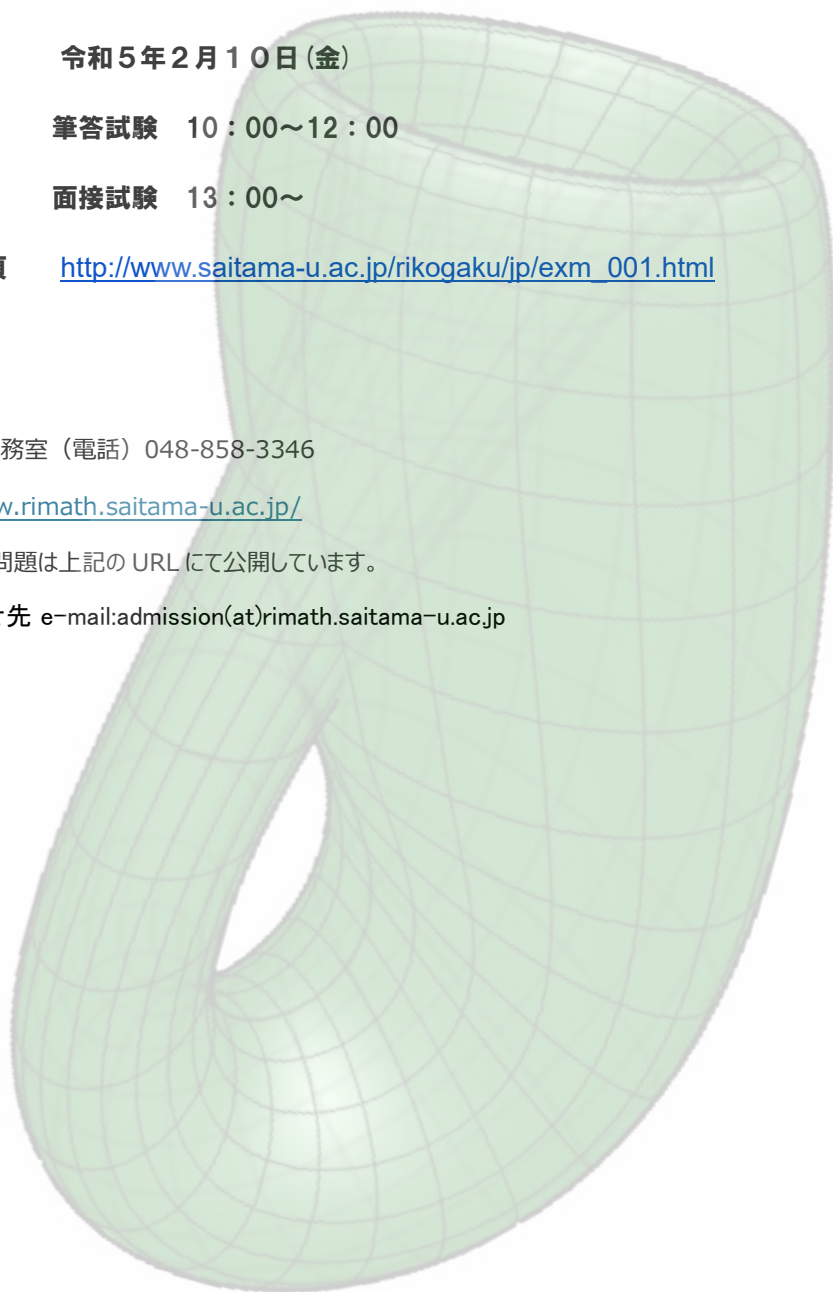 令和５年２月１０日(金)
筆答試験　10：00～12：00
面接試験　13：00～
http://www.saitama-u.ac.jp/rikogaku/jp/exm_001.html
務室（電話）048-858-3346
w.rimath.saitama-u.ac.jp/
問題は上記の URL にて公開しています。
先 e-mail:admission(at)rimath.saitama-u.ac.jp